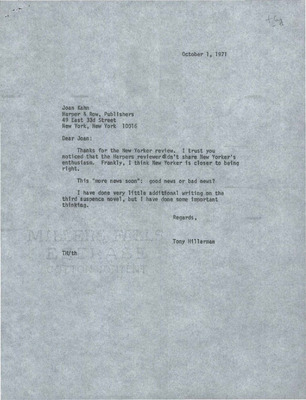 October 1, 1971
Joan Kahn
Harper & Row, Publishers
49 East 33d Street
New York, New York 10016
Dear Joan:
Thanks for the New Yorker review. I trust you
noticed that the Harpers reviewer didn't share New Yorker's
enthusiasm. Frankly, I think New Yorker is closer to being
right.
This "more news soon": good news or bad news?
I have done very little additional writing on the
third suspence novel, but I have done some important
thinking.
Regards,
Tony Hillerman
TH/th
MILLERS FALLS